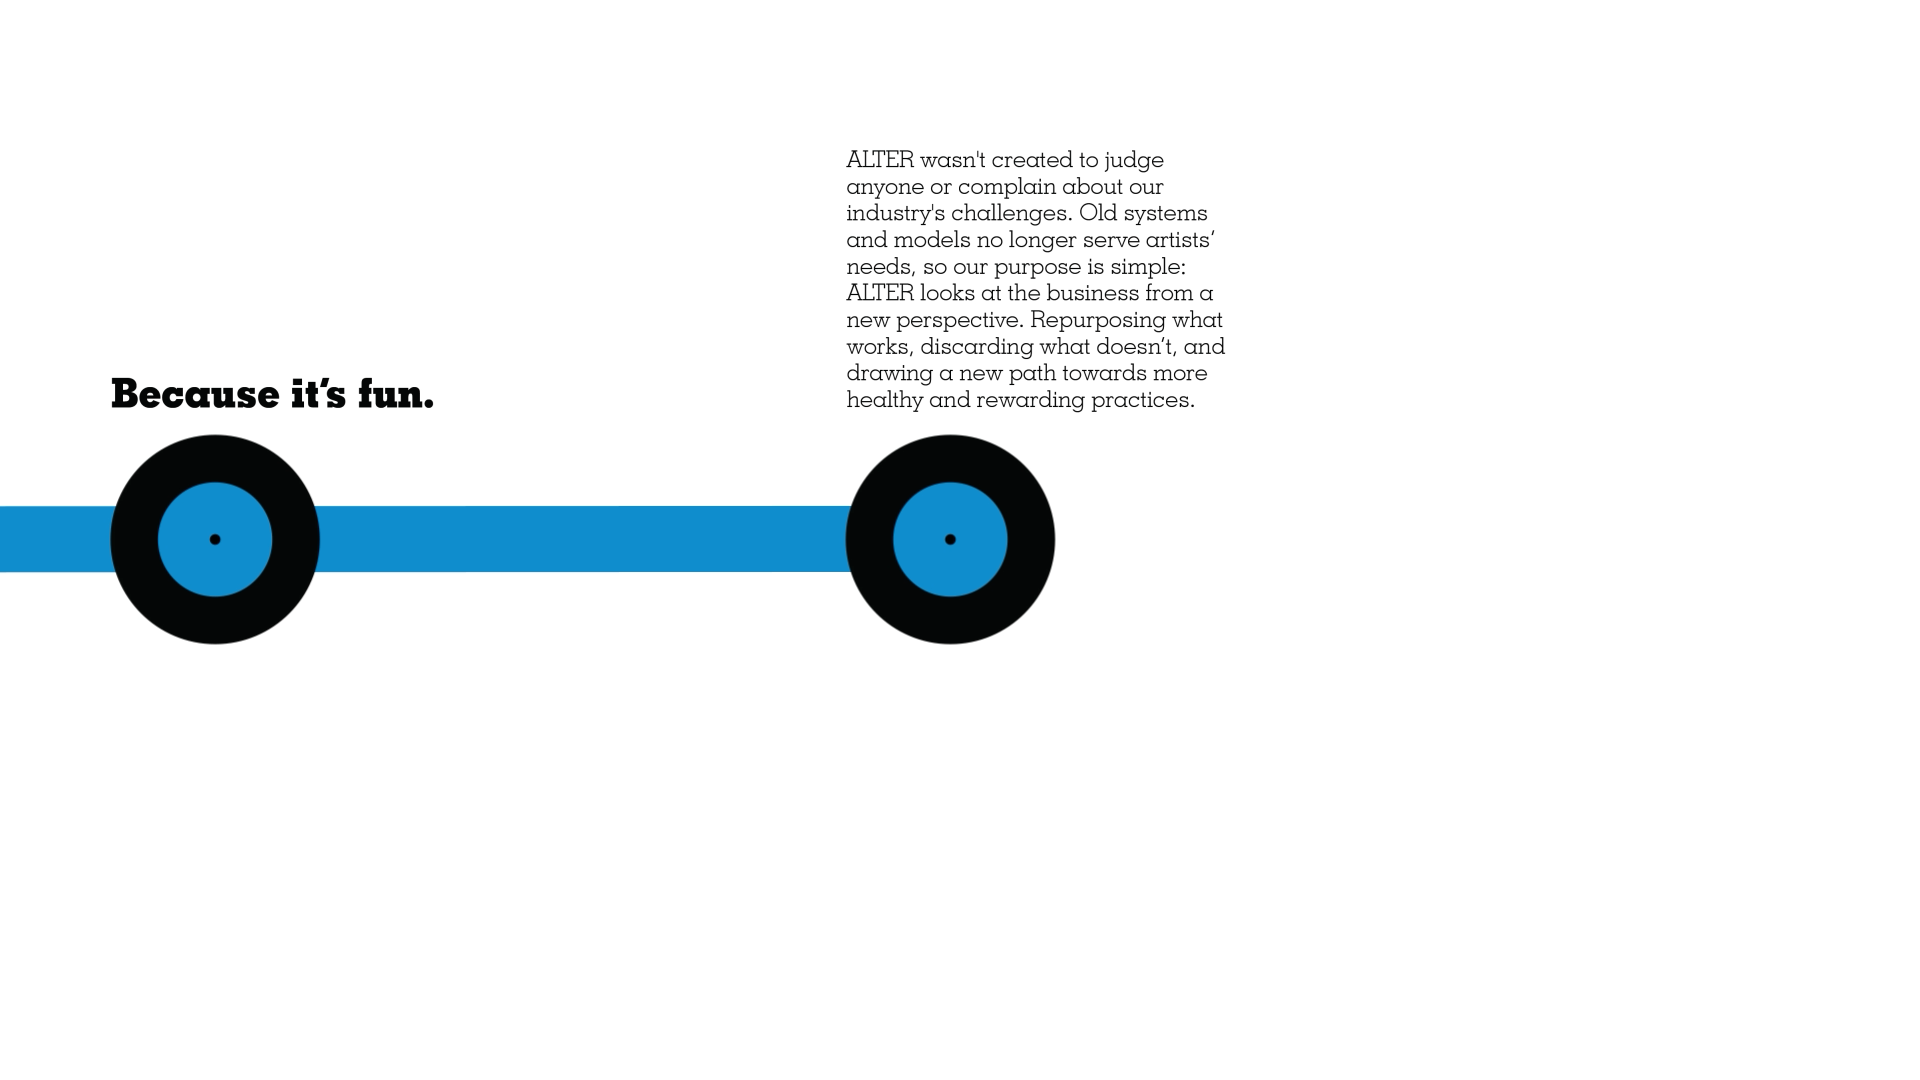 Because it’s fun.
ALTER wasn't created to judge
anyone or complain about our
industry's challenges. Old systems
and models no longer serve artists’
needs, so our purpose is simple:
ALTER looks at the business from a
new perspective. Repurposing what
works, discarding what doesn’t, and
drawing a new path towards more
healthy and rewarding practices.